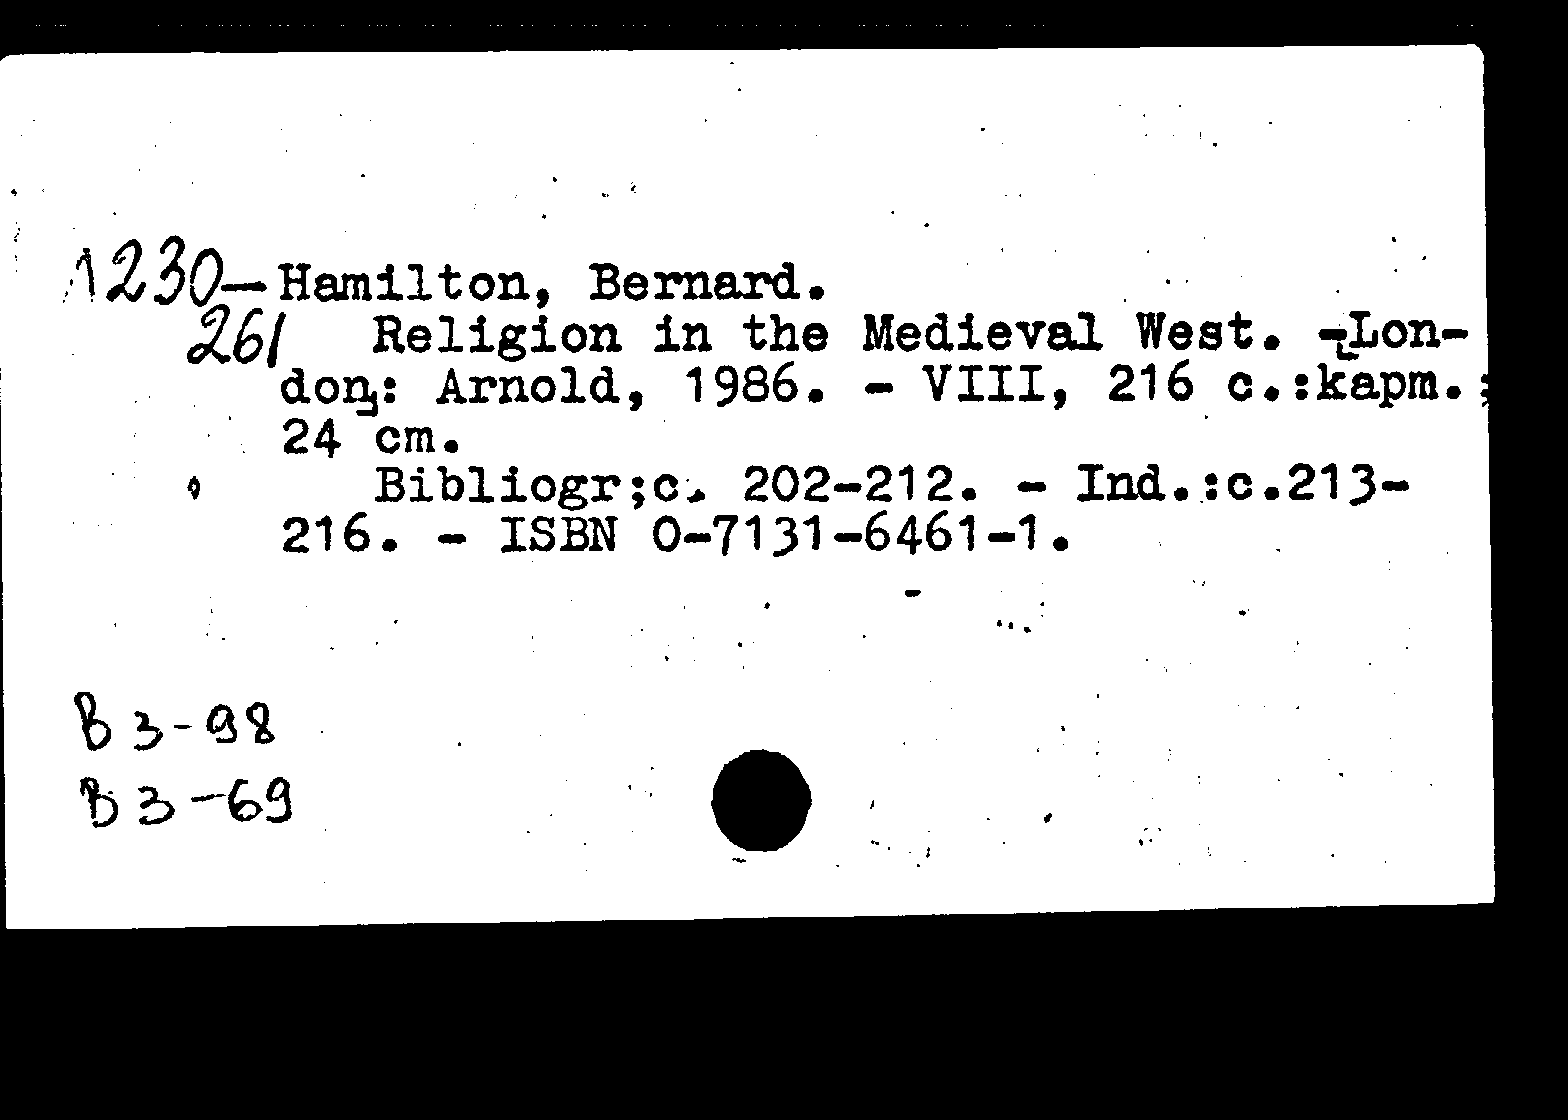 1230— Hamilton, Bernard.
261 Religion in the Medieval West. -[Lon-
don]: Arnold, 1986. - VIII, 216 с.:карт.;
24 cm.
Bibliogr;c. 202-212. - Ind.:c.213-
216. - ISBN 0-7131-6461-1.
В 3-98
В 3-69